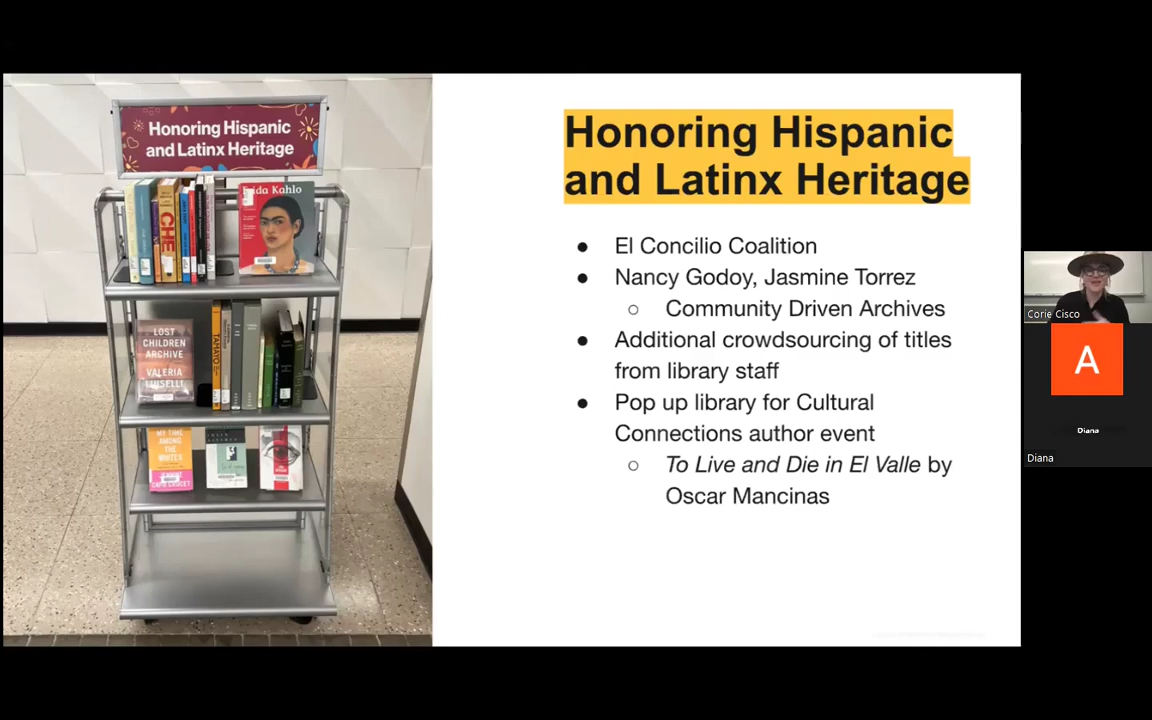 Honoring Hispanic
and Latinx Heritage
Frida Kahlo
CHE
LOST
CHILDREN
ARCHIVE
VALERIA
LUISELLI
TAMAYO
MY TIME
AMONG
THE
WHITES
Honoring Hispanic
and Latinx Heritage
● El Concilio Coalition
● Nancy Godoy, Jasmine Torrez
○ Community Driven Archives
● Additional crowdsourcing of titles
from library staff
● Pop up library for Cultural
Connections author event
○ To Live and Die in El Valle by
Oscar Mancinas
Corie Cisco
A
Diana
Diana